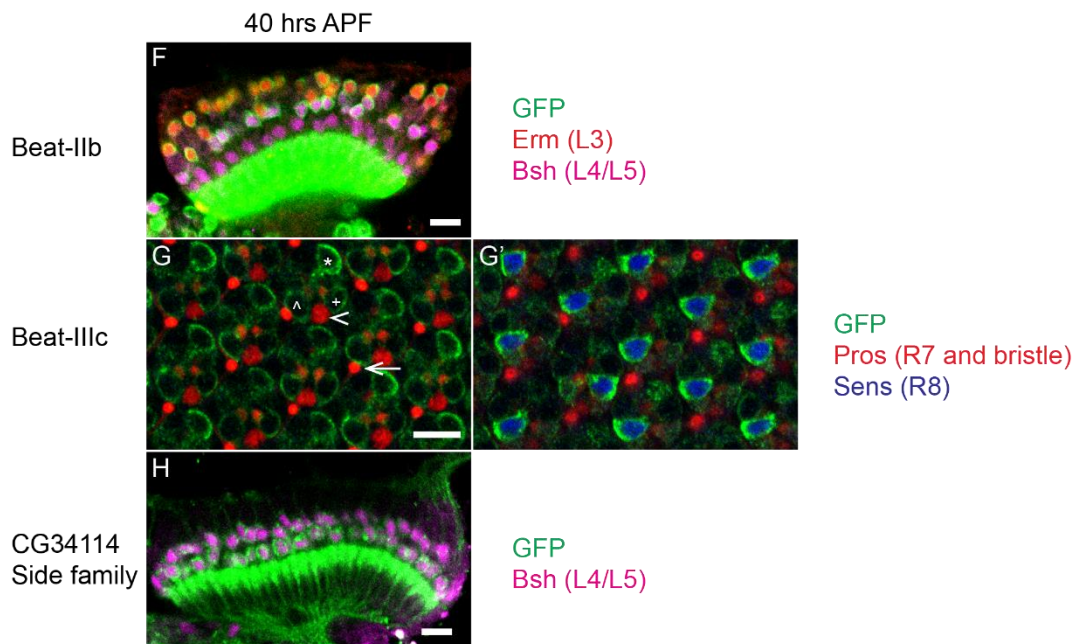 40 hrs APF
F
Beat-IIb
GFP
Erm (L3)
Bsh (L4/L5)
G
*
^
+
G'
Beat-IIIc
GFP
Pros (R7 and bristle)
Sens (R8)
H
CG34114
Side family
GFP
Bsh (L4/L5)